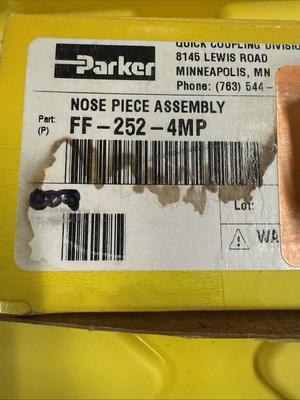 Parker
QUICK COUPLING DIVISIO
8145 LEWIS ROAD
MINNEAPOLIS, MN
Phone: (763) 544-
NOSE PIECE ASSEMBLY
Part: FF-252-4MP
(P)
Lot:
WA